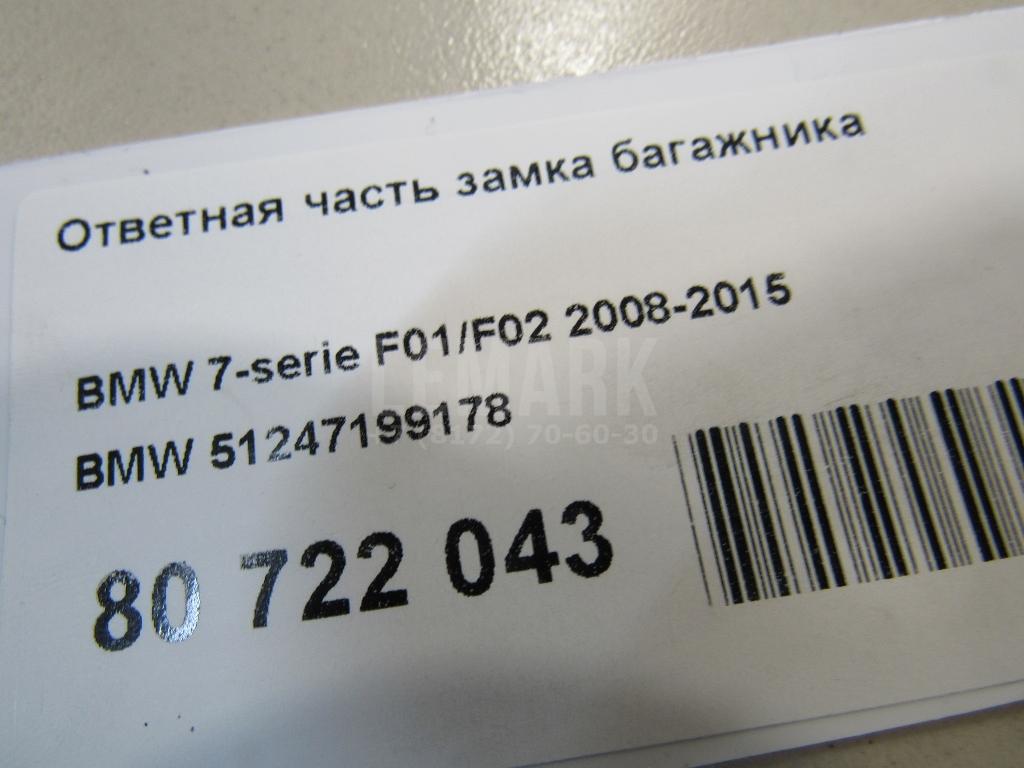 Ответная часть замка багажника
BMW 7-serie F01/F02 2008-2015
LEMARK
BMW 51247199178
(8172) 70-60-30
80 722 043